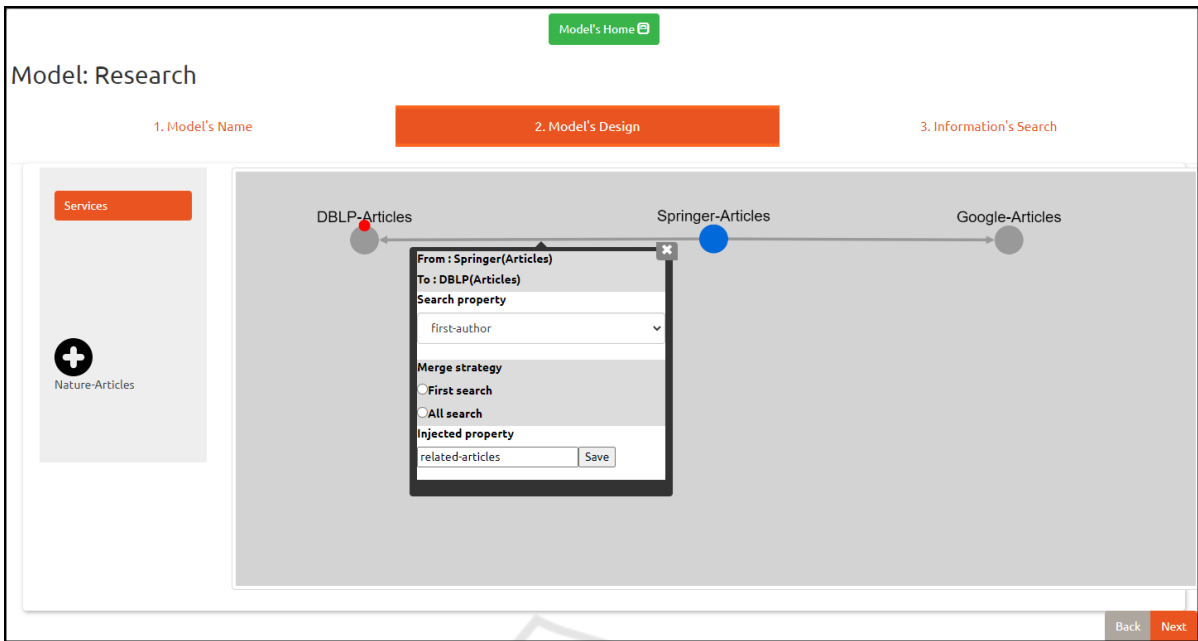 Model's Home
Model: Research
1. Model's Name
2. Model's Design
3. Information's Search
Services
Nature-Articles
DBLP-Articles
Springer-Articles
Google-Articles
From : Springer(Articles)
To : DBLP(Articles)
Search property
first-author
Merge strategy
First search
All search
Injected property
related-articles Save
Back Next